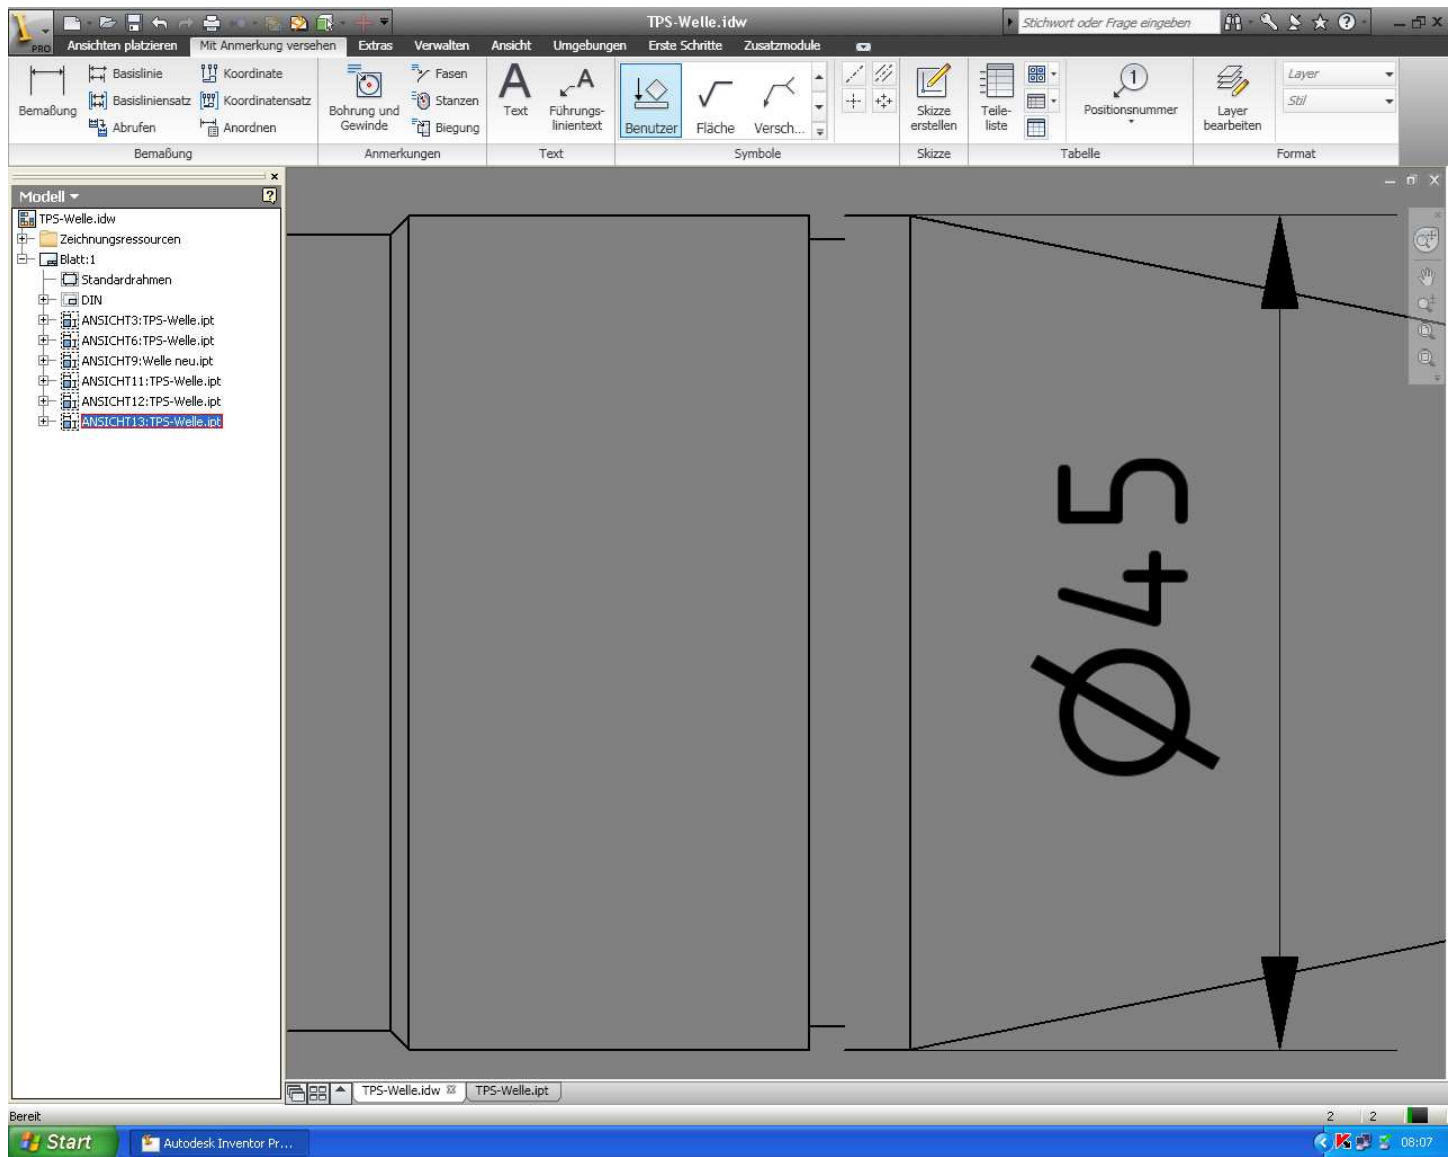 TPS-Welle.idw
Stichwort oder Frage eingeben
PRO
Ansichten platzieren Mit Anmerkung versehen Extras Verwalten Ansicht Umgebungen Erste Schritte Zusatzmodule
Bemaßung
Basislinie
Basisliniensatz
Abrufen
Koordinate
Koordinatensatz
Anordnen
Bohrung und
Gewinde
Fasen
Stanzen
Biegung
A
Text
A
Führungs-
linientext
Benutzer
Fläche
Versch...
Skizze
erstellen
Teile-
liste
1
Positionsnummer
Layer
bearbeiten
Layer
Stil
Bemaßung Anmerkungen Text Symbole Skizze Tabelle Format
Modell
TPS-Welle.idw
Zeichnungsressourcen
Blatt:1
Standardrahmen
DIN
ANSICHT3:TPS-Welle.ipt
ANSICHT6:TPS-Welle.ipt
ANSICHT9:Welle neu.ipt
ANSICHT11:TPS-Welle.ipt
ANSICHT12:TPS-Welle.ipt
ANSICHT13:TPS-Welle.ipt
Ø45
TPS-Welle.idw TPS-Welle.ipt
Bereit
2 2
Start
Autodesk Inventor Pr...
08:07